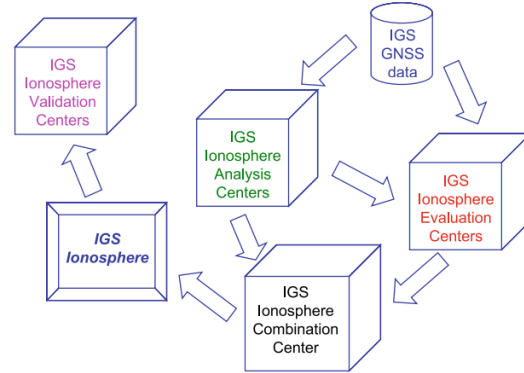 IGS
Ionosphere
Validation
Centers
IGS
GNSS
data
IGS
Ionosphere
Analysis
Centers
IGS
Ionosphere
Evaluation
Centers
IGS
Ionosphere
IGS
Ionosphere
Combination
Center